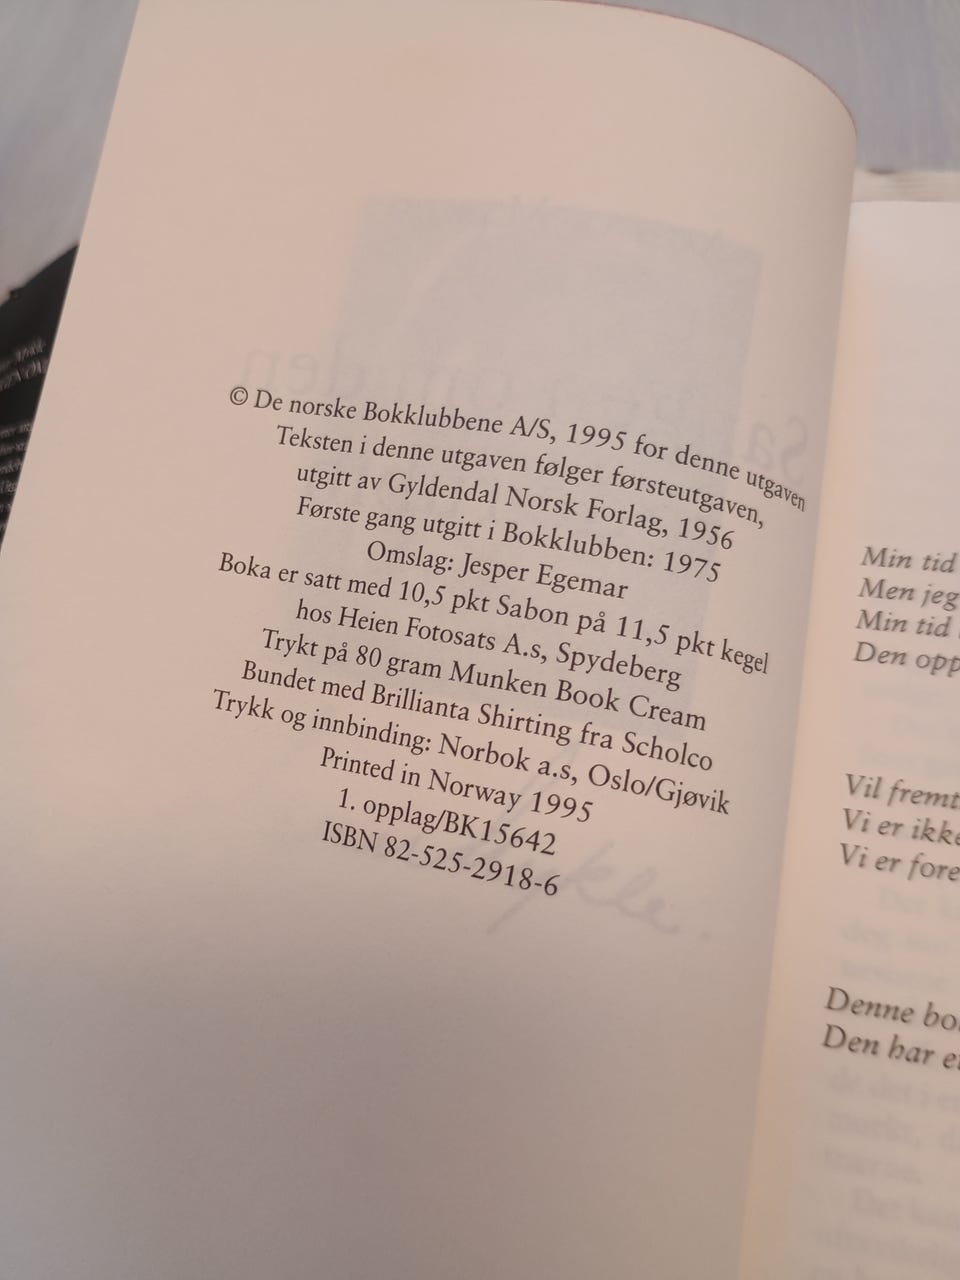 © De norske Bokklubbene A/S, 1995 for denne utgaven
Teksten i denne utgaven følger førsteutgaven,
utgitt av Gyldendal Norsk Forlag, 1956
Første gang utgitt i Bokklubben: 1975
Omslag: Jesper Egemar
Boka er satt med 10,5 pkt Sabon på 11,5 pkt kegel
hos Heien Fotosats A.s, Spydeberg
Trykt på 80 gram Munken Book Cream
Bundet med Brillianta Shirting fra Scholco
Trykk og innbinding: Norbok a.s, Oslo/Gjøvik
Printed in Norway 1995
1. opplag/BK15642
ISBN 82-525-2918-6
Min tid
Men jeg
Min tid
Den opp
Vil fremt
Vi er ikke
Vi er fore
Denne bo
Den har e